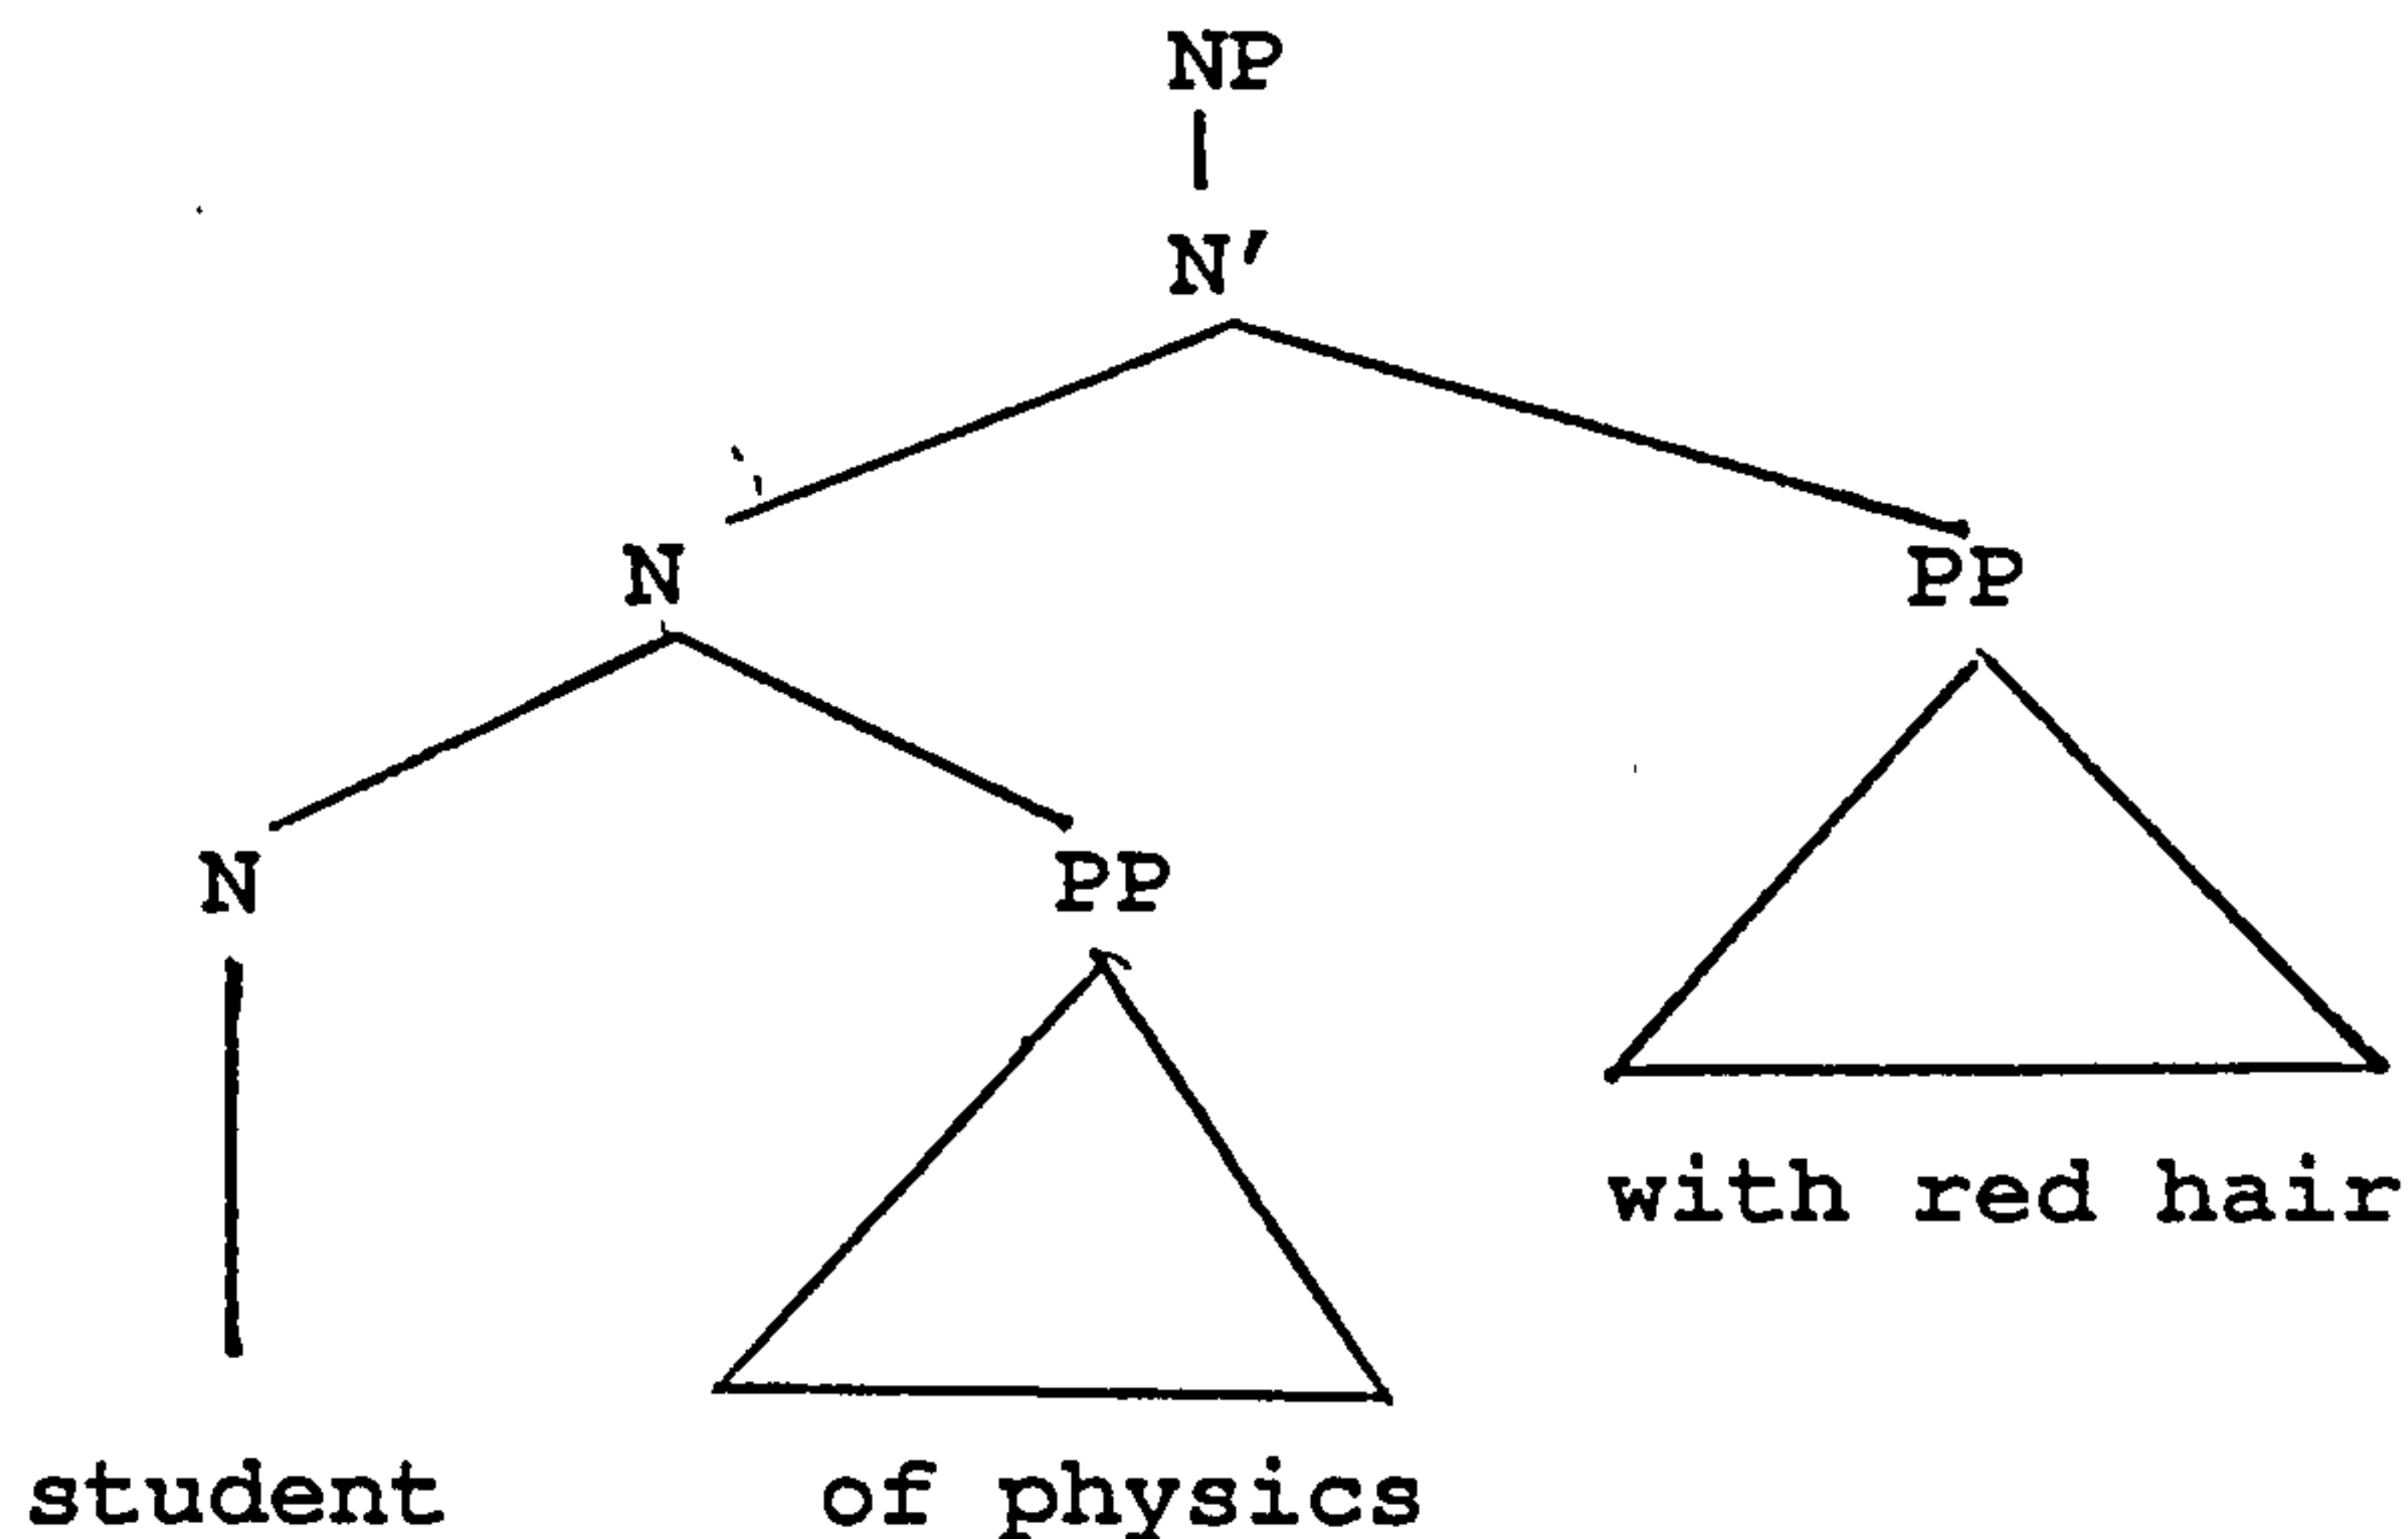 NP
N'
N PP
N PP
with red hair
student of physics